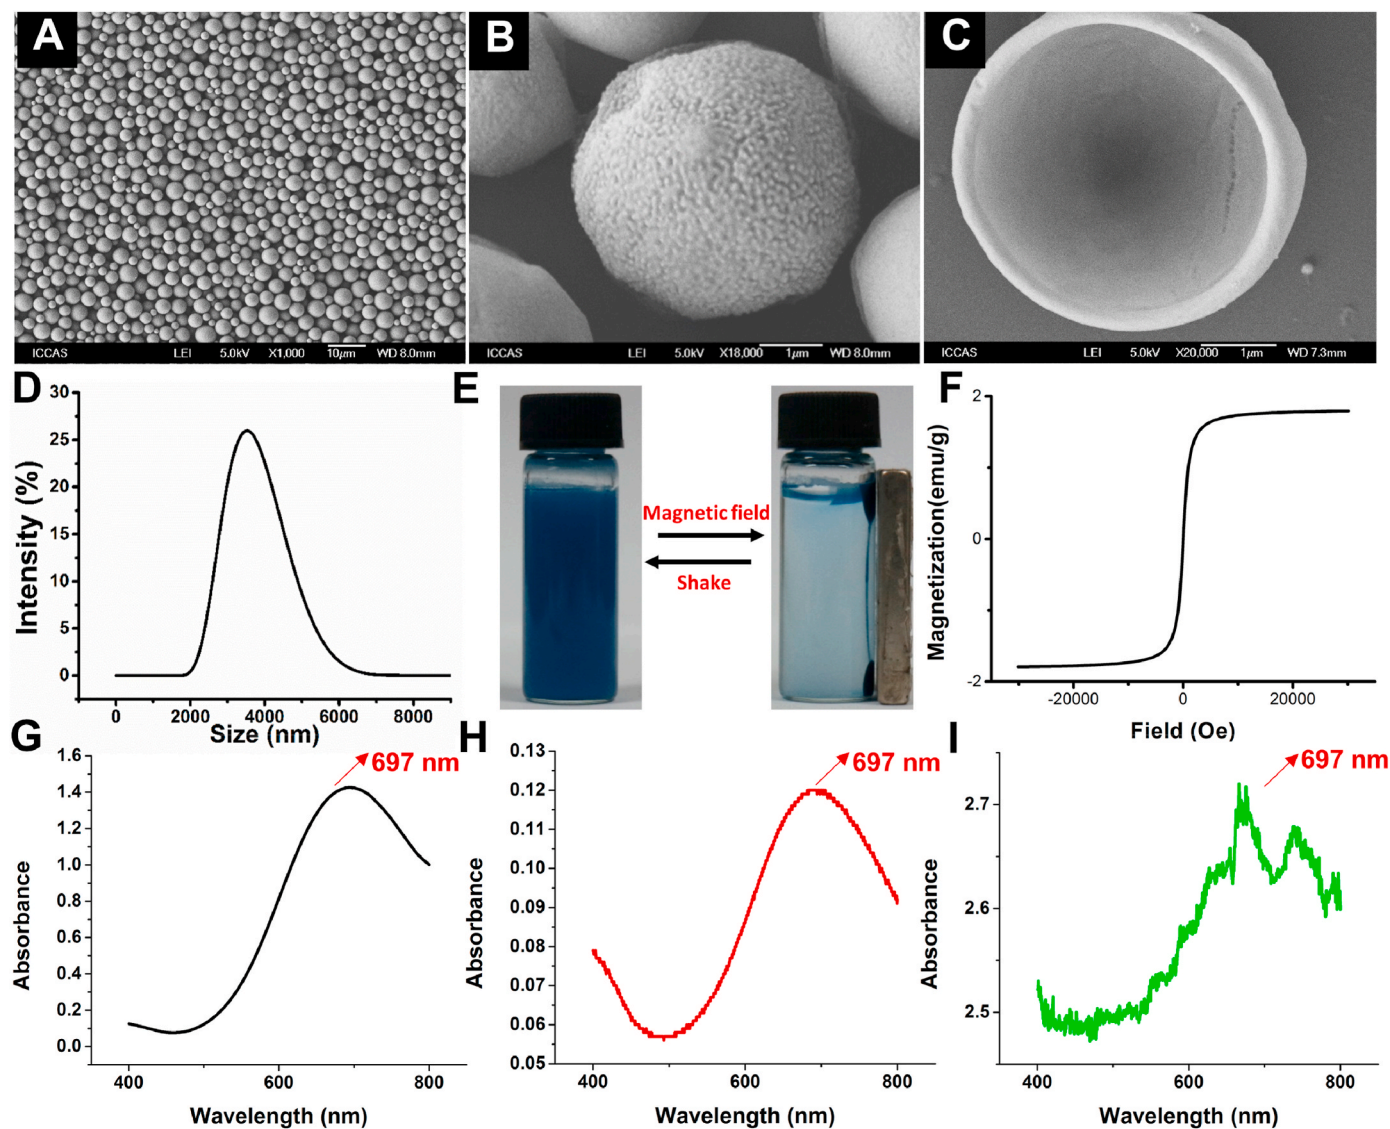 A
B
C
ICCAS LEI 5.0kV X1,000 10μm WD 8.0mm
ICCAS LEI 5.0kV X18,000 1μm WD 8.0mm
ICCAS LEI 5.0kV X20,000 1μm WD 7.3mm
D
30
25
20
15
10
5
0
Intensity (%)
0 2000 4000 6000 8000
Size (nm)
E
Magnetic field
Shake
F
2
0
-2
Magnetization(emu/g)
-20000 0 20000
Field (Oe)
G
697 nm
1.6
1.4
1.2
1.0
0.8
0.6
0.4
0.2
0.0
Absorbance
400 600 800
Wavelength (nm)
H
697 nm
0.13
0.12
0.11
0.10
0.09
0.08
0.07
0.06
0.05
Absorbance
400 600 800
Wavelength (nm)
I
697 nm
2.7
2.6
2.5
Absorbance
400 600 800
Wavelength (nm)